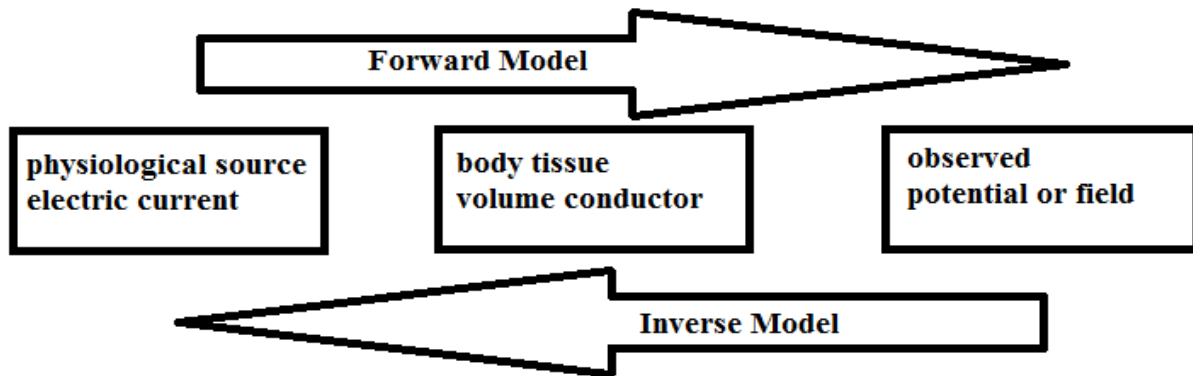 Forward Model
physiological source
electric current
body tissue
volume conductor
observed
potential or field
Inverse Model